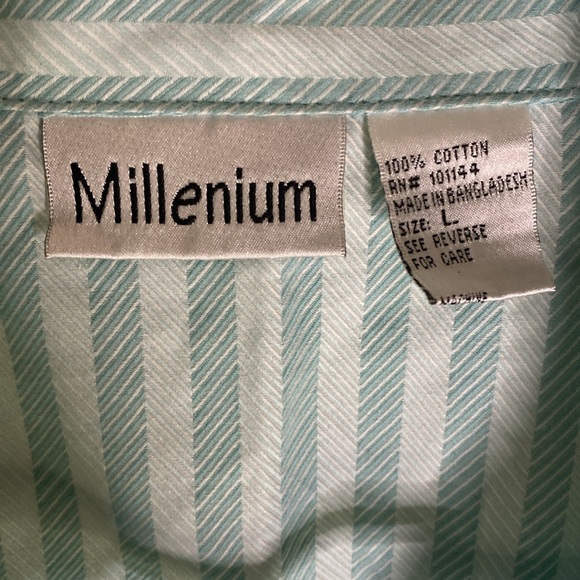 Millenium
100% COTTON
RN# 101144
MADE IN BANGLADESH
SIZE: L
SEE REVERSE
FOR CARE